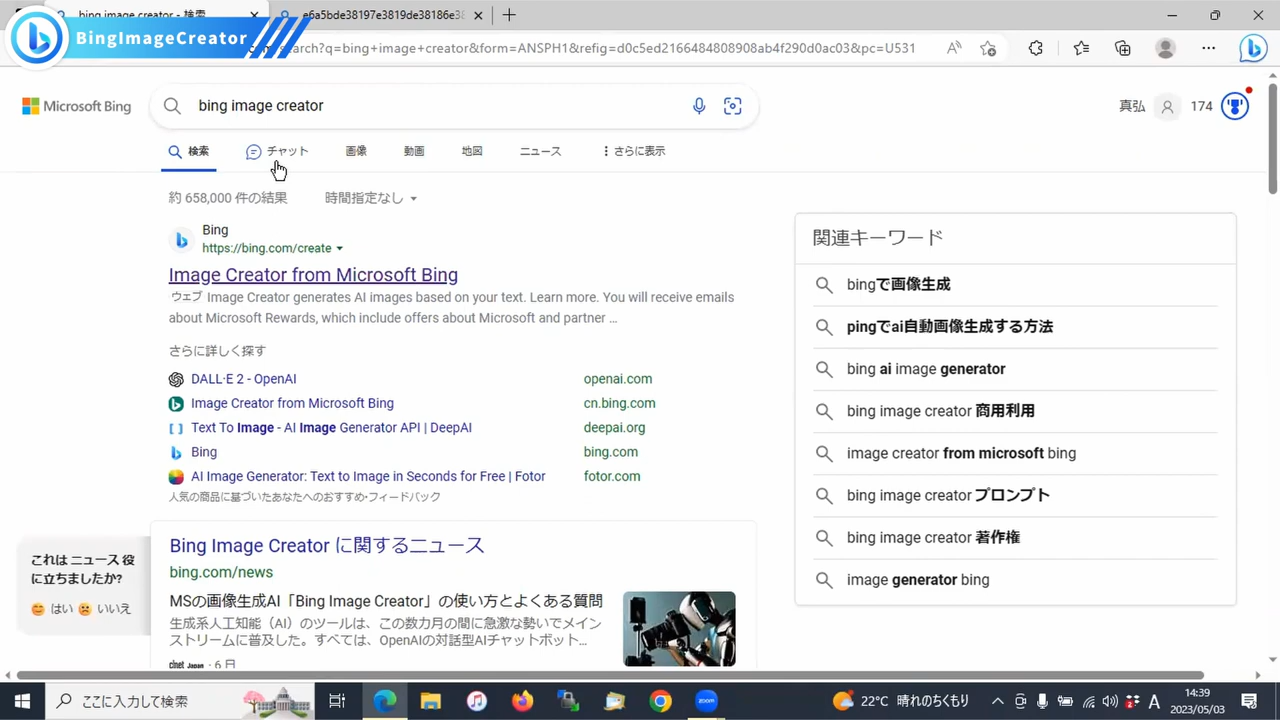 bing image creator - 検索
e6a5bde38197e3819de38186e3
BingImageCreator
search?q=bing+image+creator&form=ANSPH1&refig=d0c5ed2166484808908ab4f290d0ac03&pc=U531
Microsoft Bing
bing image creator
真弘
174
検索
チャット
画像
動画
地図
ニュース
さらに表示
約 658,000 件の結果
時間指定なし
Bing
https://bing.com/create
Image Creator from Microsoft Bing
ウェブ Image Creator generates AI images based on your text. Learn more. You will receive emails
about Microsoft Rewards, which include offers about Microsoft and partner ...
さらに詳しく探す
DALL·E 2 - OpenAI
openai.com
Image Creator from Microsoft Bing
cn.bing.com
Text To Image - AI Image Generator API | DeepAI
deepai.org
Bing
bing.com
AI Image Generator: Text to Image in Seconds for Free | Fotor
fotor.com
人気の商品に基づいたあなたへのおすすめ・フィードバック
関連キーワード
bingで画像生成
pingでai自動画像生成する方法
bing ai image generator
bing image creator 商用利用
image creator from microsoft bing
bing image creator プロンプト
bing image creator 著作権
image generator bing
これは ニュース 役
に立ちましたか?
はい いいえ
Bing Image Creator に関するニュース
bing.com/news
MSの画像生成AI「Bing Image Creator」の使い方とよくある質問
生成系人工知能（AI）のツールは、この数カ月の間に急激な勢いでメイン
ストリームに普及した。すべては、OpenAIの対話型AIチャットボット...
c|net Japan · 6 日
ここに入力して検索
zoom
22°C 晴れのちくもり
A
14:39
2023/05/03